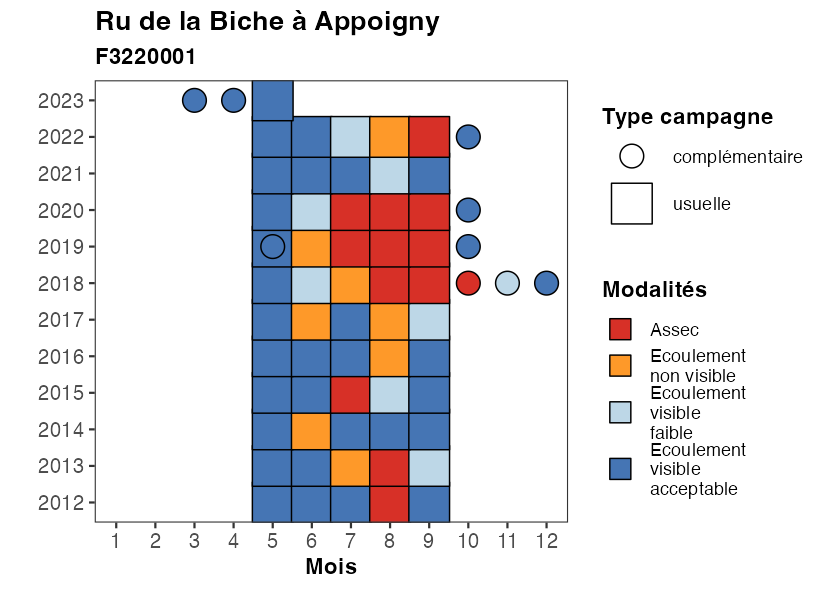 Ru de la Biche à Appoigny
F3220001
2023
2022
2021
2020
2019
2018
2017
2016
2015
2014
2013
2012
1 2 3 4 5 6 7 8 9 10 11 12
Mois
Type campagne
complémentaire
usuelle
Modalités
Assec
Ecoulement
non visible
Ecoulement
visible
faible
Ecoulement
visible
acceptable